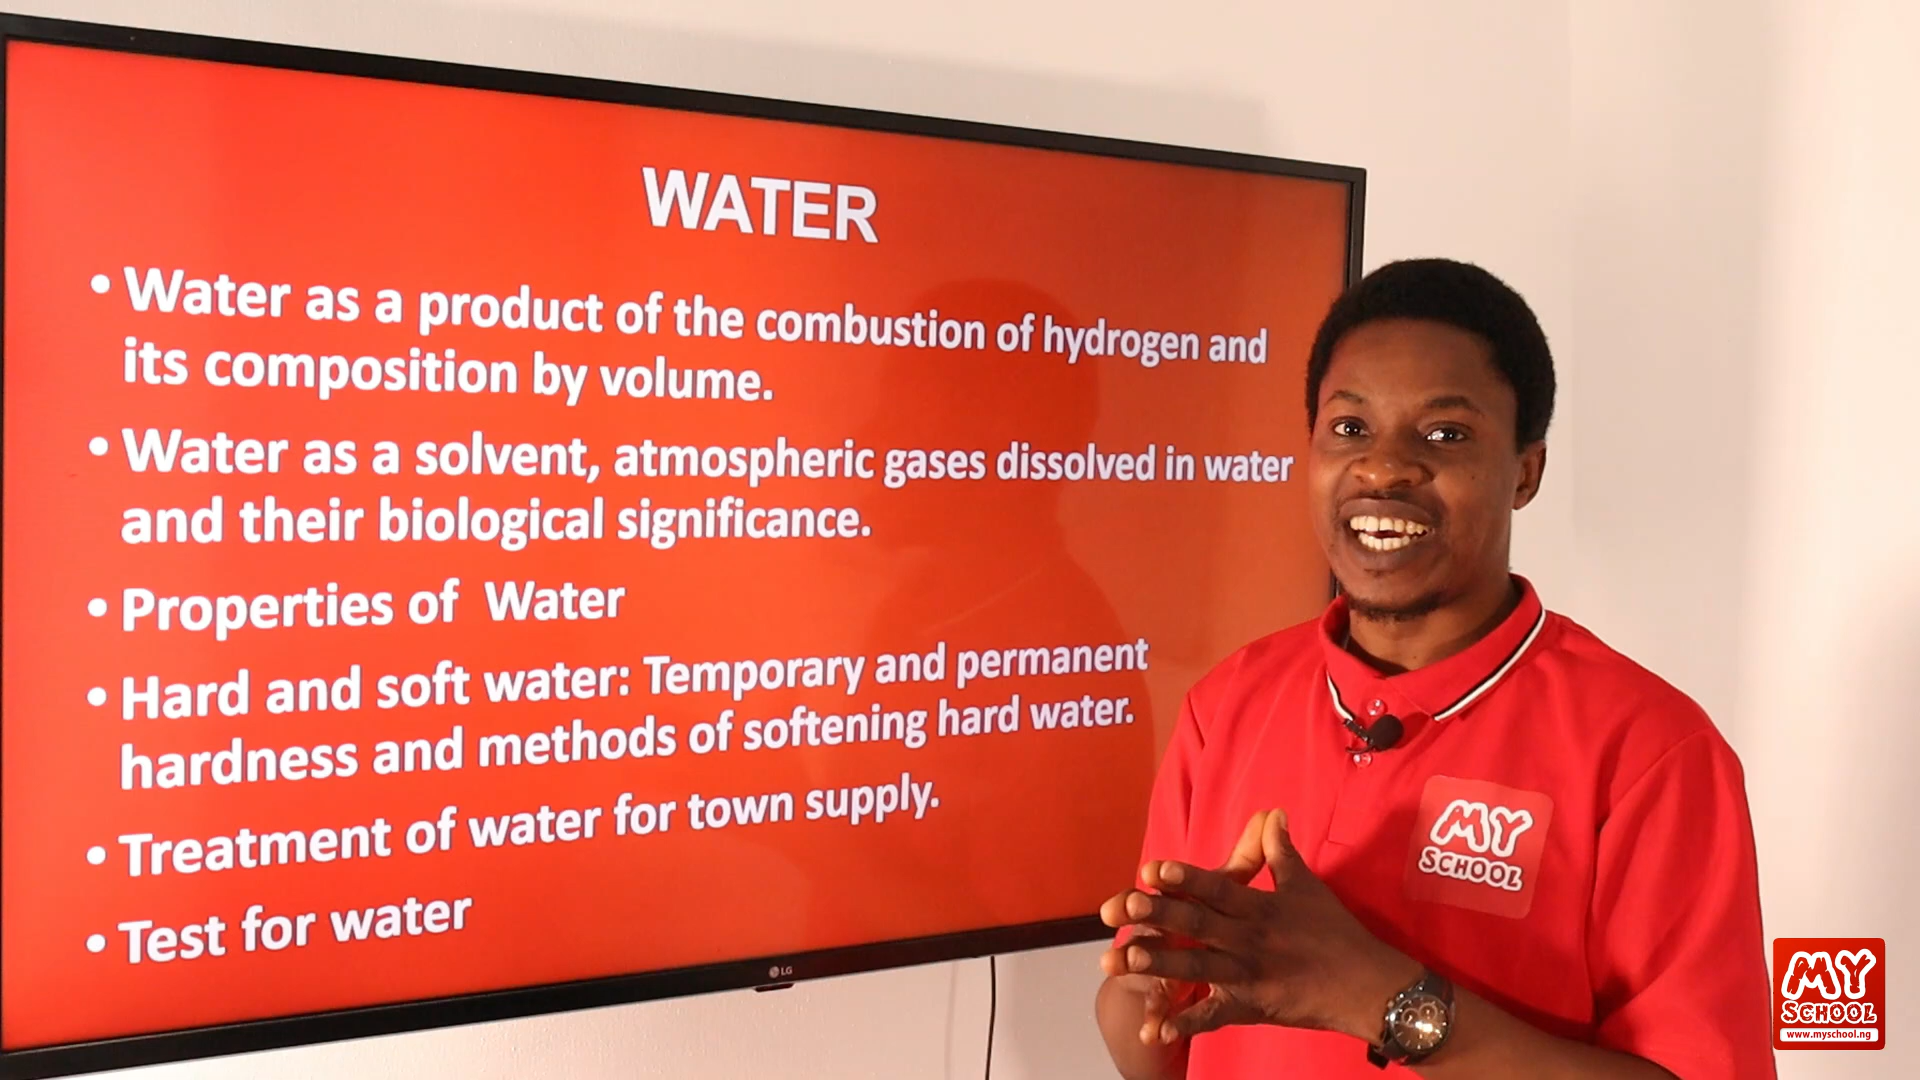 WATER
• Water as a product of the combustion of hydrogen and
its composition by volume.
• Water as a solvent, atmospheric gases dissolved in water
and their biological significance.
• Properties of Water
• Hard and soft water: Temporary and permanent
hardness and methods of softening hard water.
• Treatment of water for town supply.
• Test for water
LG
MY
SCHOOL
MY
SCHOOL
www.myschool.ng